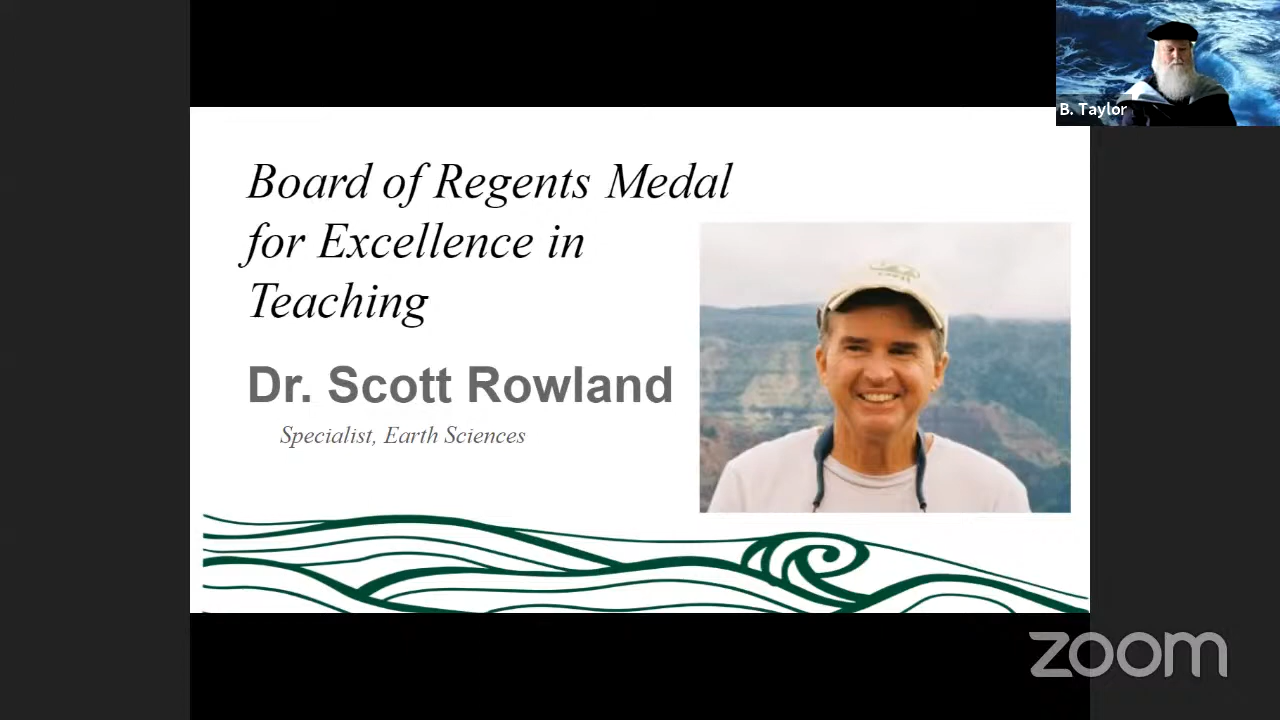 B. Taylor
Board of Regents Medal
for Excellence in
Teaching
Dr. Scott Rowland
Specialist, Earth Sciences
zoom